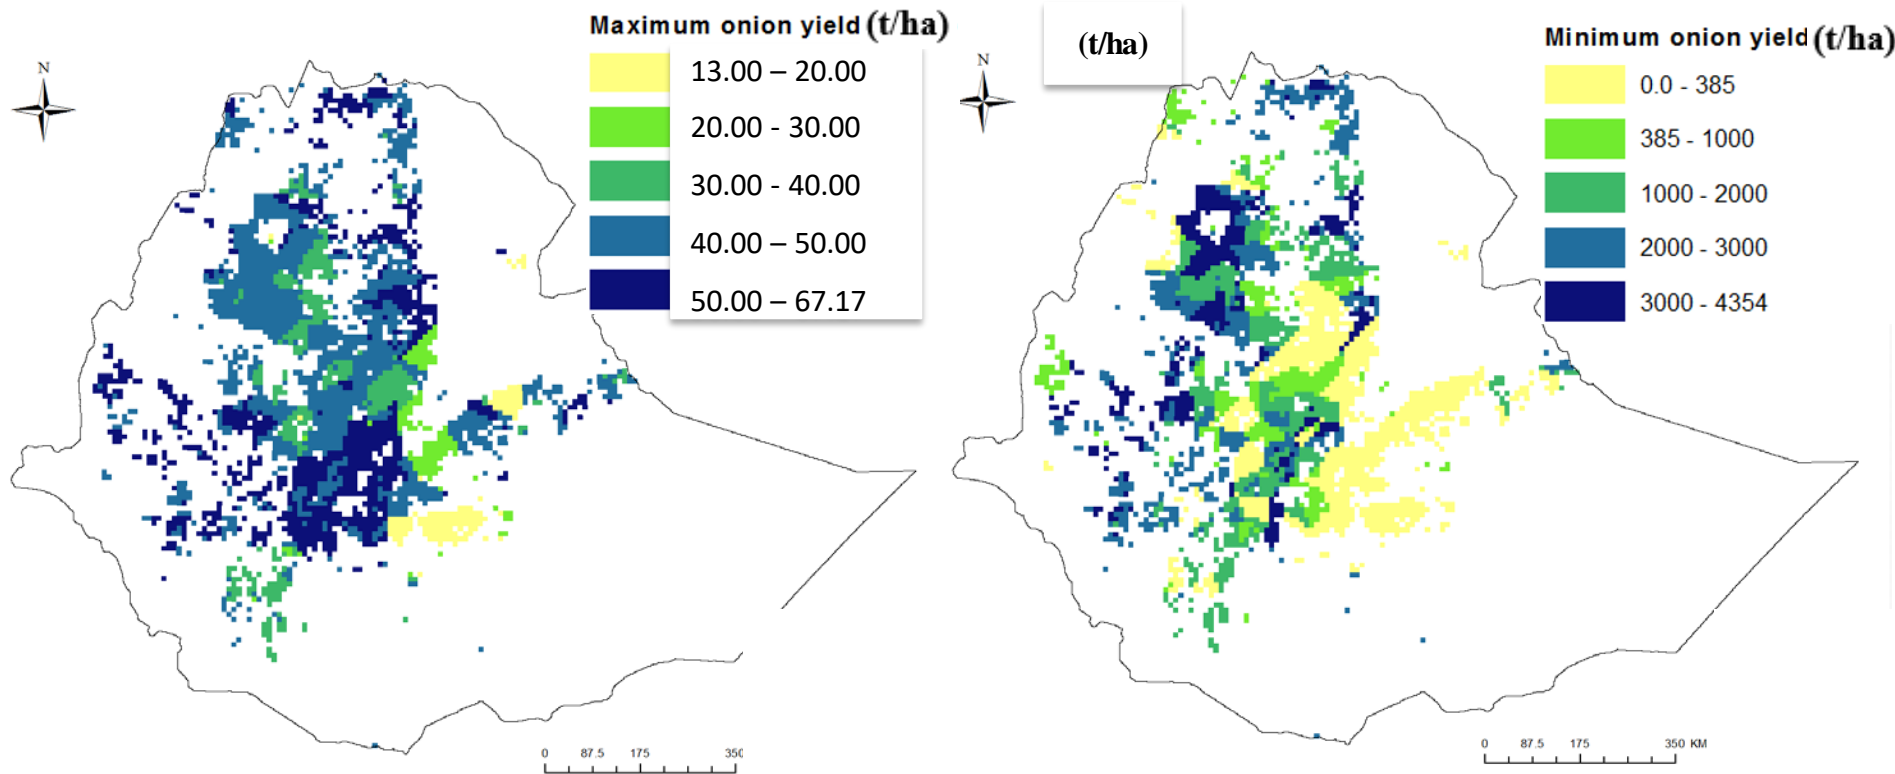 Maximum onion yield (t/ha)
N
13.00 – 20.00
20.00 - 30.00
30.00 - 40.00
40.00 – 50.00
50.00 – 67.17
0 87.5 175 350
(t/ha)
Minimum onion yield (t/ha)
N
0.0 - 385
385 - 1000
1000 - 2000
2000 - 3000
3000 - 4354
0 87.5 175 350 KM